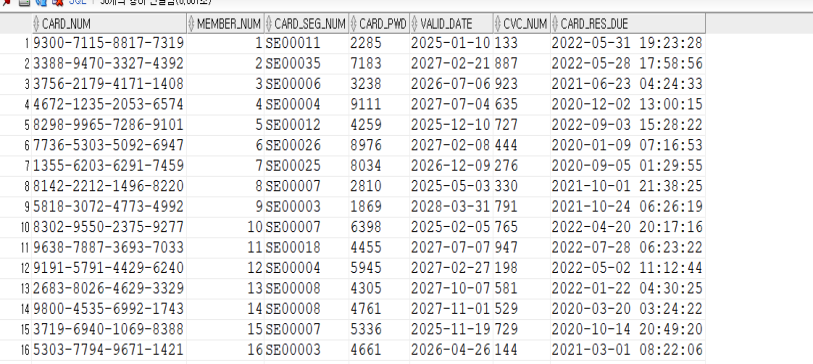 CARD_NUM MEMBER_NUM CARD_SEG_NUM CARD_PWD VALID_DATE CVC_NUM CARD_RES_DUE
1 9300-7115-8817-7319 1 SE00011 2285 2025-01-10 133 2022-05-31 19:23:28
2 3388-9470-3327-4392 2 SE00035 7183 2027-02-21 887 2022-05-28 17:58:56
3 3756-2179-4171-1408 3 SE00006 3238 2026-07-06 923 2021-06-23 04:24:33
4 4672-1235-2053-6574 4 SE00004 9111 2027-07-04 635 2020-12-02 13:00:15
5 8298-9965-7286-9101 5 SE00012 4259 2025-12-10 727 2022-09-03 15:28:22
6 7736-5303-5092-6947 6 SE00026 8976 2027-02-08 444 2020-01-09 07:16:53
7 1355-6203-6291-7459 7 SE00025 8034 2026-12-09 276 2020-09-05 01:29:55
8 8142-2212-1496-8220 8 SE00007 2810 2025-05-03 330 2021-10-01 21:38:25
9 5818-3072-4773-4992 9 SE00003 1869 2028-03-31 791 2021-10-24 06:26:19
10 8302-9550-2375-9277 10 SE00007 6398 2025-02-05 765 2022-04-20 20:17:16
11 9638-7887-3693-7033 11 SE00018 4455 2027-07-07 947 2022-07-28 06:23:22
12 9191-5791-4429-6240 12 SE00004 5945 2027-02-27 198 2022-05-02 11:12:44
13 2683-8026-4629-3329 13 SE00008 4305 2027-10-07 581 2022-01-22 04:30:25
14 9800-4535-6992-1743 14 SE00008 4761 2027-11-01 529 2020-03-20 03:24:22
15 3719-6940-1069-8388 15 SE00007 5336 2025-11-19 729 2020-10-14 20:49:20
16 5303-7794-9671-1421 16 SE00003 4661 2026-04-26 144 2021-03-01 08:22:06